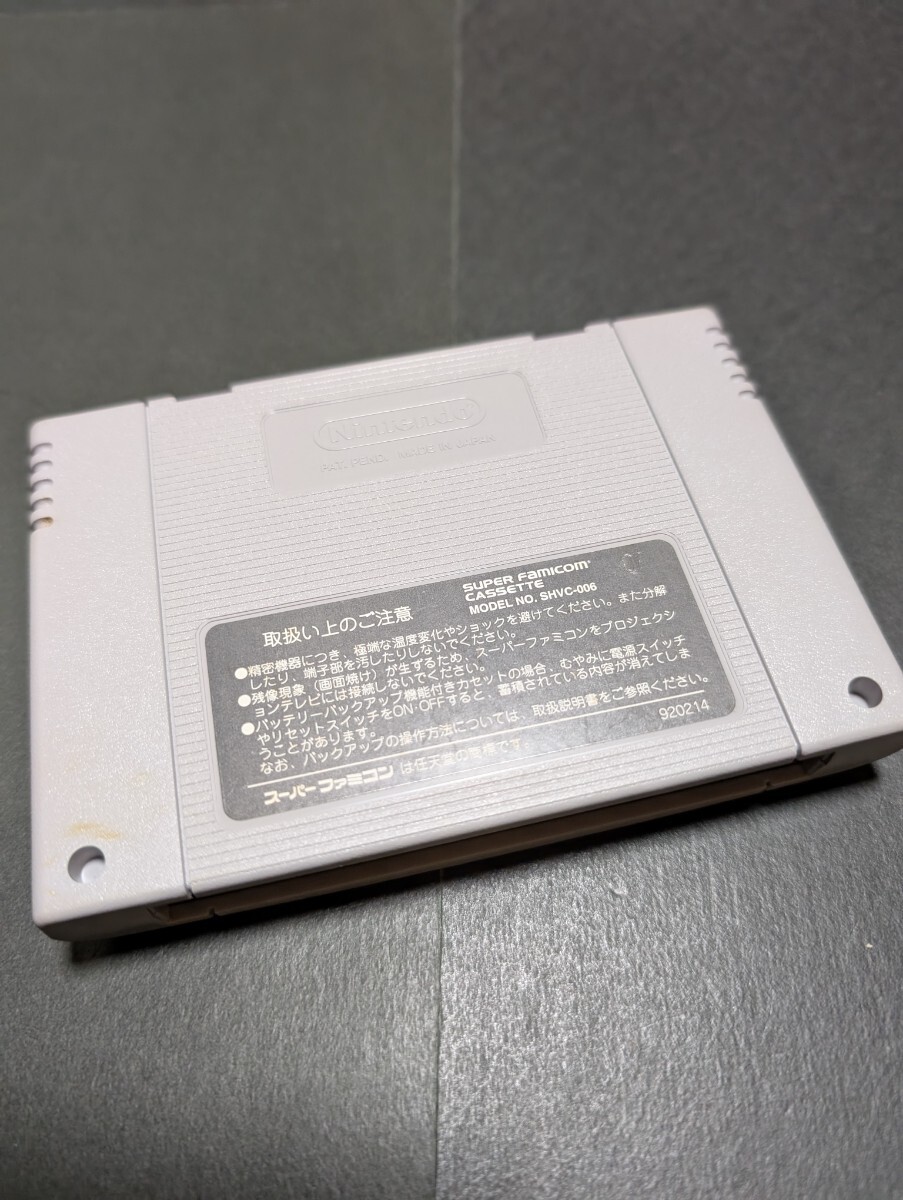 Nintendo
PAT. PEND. MADE IN JAPAN
取扱い上のご注意
SUPER FAMICOM
CASSETTE
MODEL NO. SHVC-006
●精密機器につき、極端な温度変化やショックを避けてください。また分解
したり、端子部を汚したりしないでください。
●残像現象（画面焼け）が生ずるため、スーパーファミコンをプロジェクシ
ョンテレビには接続しないでください。
●バッテリーバックアップ機能付きカセットの場合、むやみに電源スイッチ
やリセットスイッチをON·OFFすると、蓄積されている内容が消えてしま
うことがあります。
なお、バックアップの操作方法については、取扱説明書をご参照ください。
スーパーファミコンは任天堂の商標です。
920214